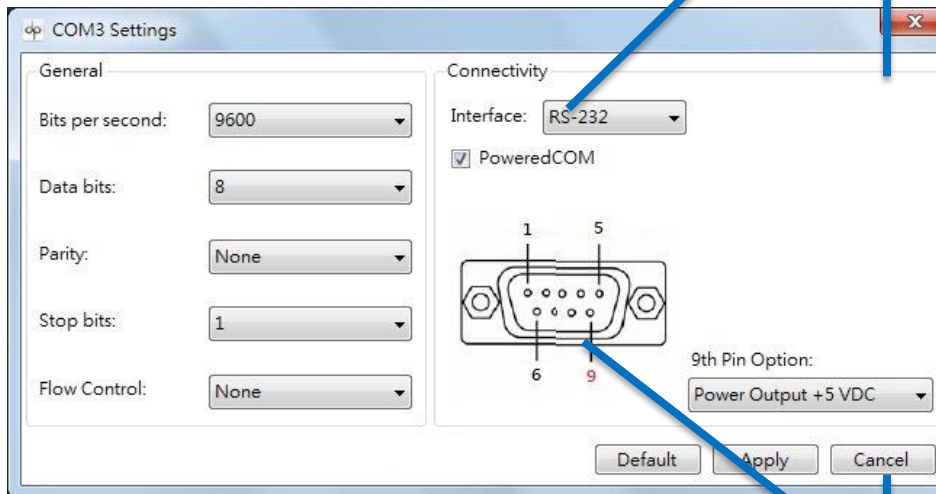 dp COM3 Settings
General
Bits per second: 9600
Data bits: 8
Parity: None
Stop bits: 1
Flow Control: None
Connectivity
Interface: RS-232
PoweredCOM
1 5
6 9
9th Pin Option:
Power Output +5 VDC
Default Apply Cancel